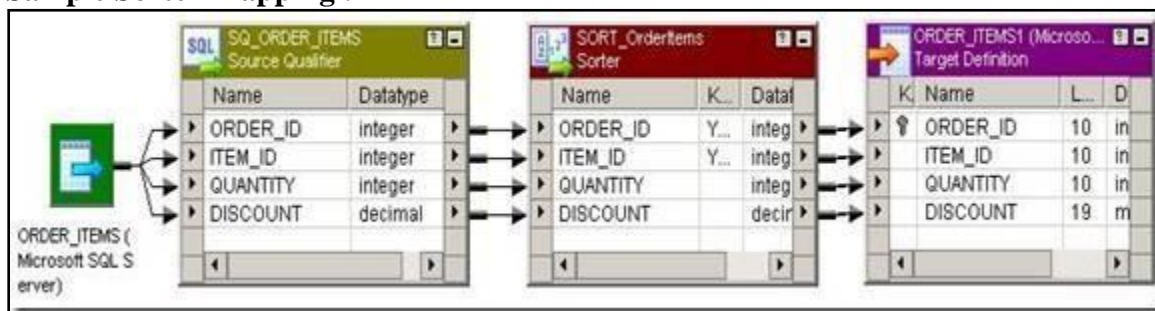 SQL SQ_ORDER_ITEMS
Source Qualifier
Name Datatype
ORDER_ID integer
ITEM_ID integer
QUANTITY integer
DISCOUNT decimal
ORDER_ITEMS (
Microsoft SQL S
erver)
SORT_OrderItems
Sorter
Name K... Dataf
ORDER_ID Y... integ
ITEM_ID Y... integ
QUANTITY integ
DISCOUNT decir
ORDER_ITEMS1 (Microso...
Target Definition
K Name L... D
ORDER_ID 10 in
ITEM_ID 10 in
QUANTITY 10 in
DISCOUNT 19 m